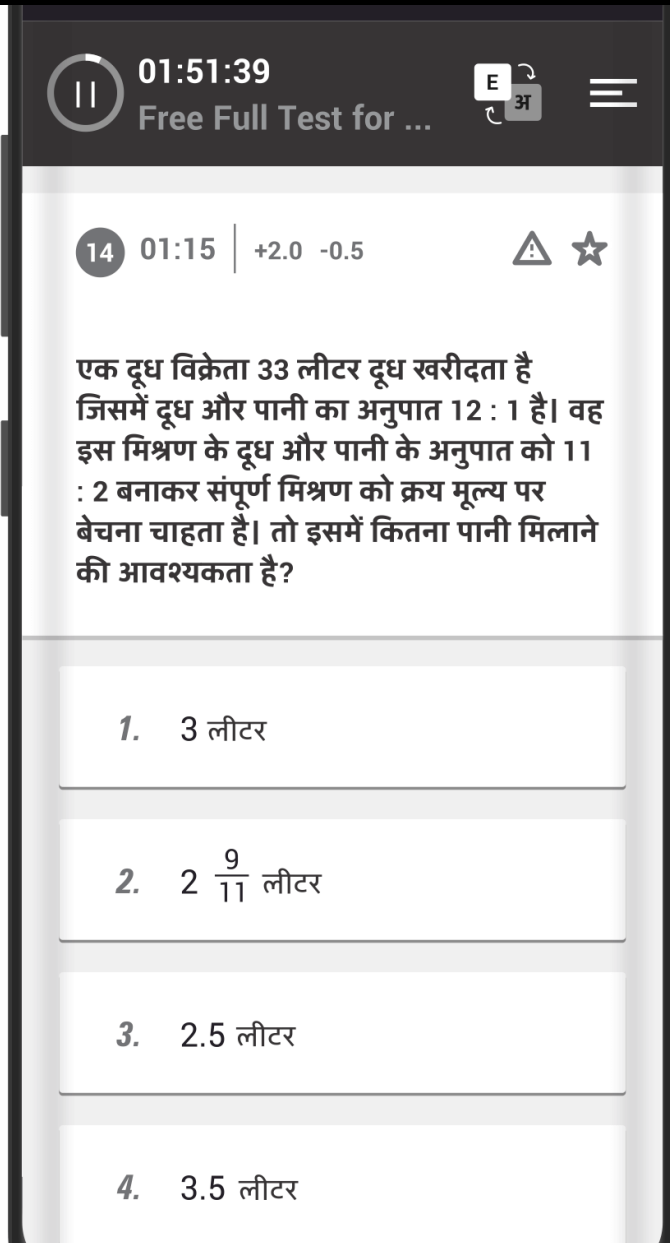 01:51:39
Free Full Test for ...
E
अ
14 01:15 +2.0 -0.5
एक दूध विक्रेता 33 लीटर दूध खरीदता है
जिसमें दूध और पानी का अनुपात 12 : 1 है| वह
इस मिश्रण के दूध और पानी के अनुपात को 11
: 2 बनाकर संपूर्ण मिश्रण को क्रय मूल्य पर
बेचना चाहता है| तो इसमें कितना पानी मिलाने
की आवश्यकता है?
1. 3 लीटर
2. 2 9/11 लीटर
3. 2.5 लीटर
4. 3.5 लीटर